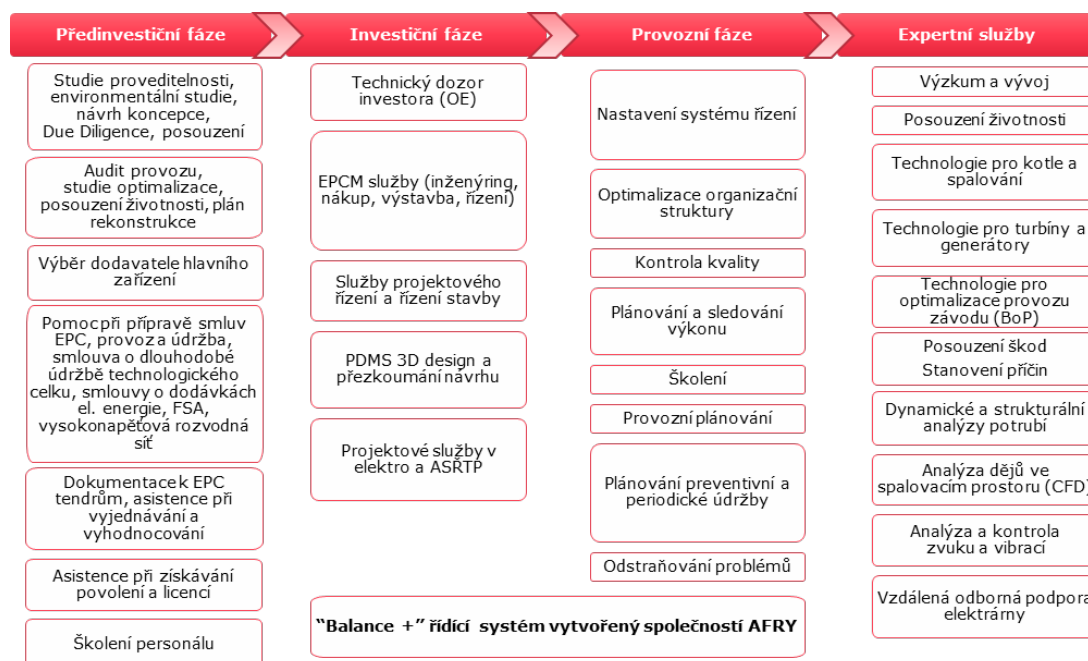 Předinvestiční fáze
Studie proveditelnosti,
environmentální studie,
návrh koncepce,
Due Diligence, posouzení
Audit provozu,
studie optimalizace,
posouzení životnosti, plán
rekonstrukce
Výběr dodavatele hlavního
zařízení
Pomoc při přípravě smluv
EPC, provoz a údržba,
smlouva o dlouhodobé
údržbě technologického
celku, smlouvy o dodávkách
el. energie, FSA,
vysokonapěťová rozvodná
síť
Dokumentace k EPC
tendrům, asistence při
vyjednávání a
vyhodnocování
Asistence při získávání
povolení a licencí
Školení personálu
Investiční fáze
Technický dozor
investora (OE)
EPCM služby (inženýring,
nákup, výstavba, řízení)
Služby projektového
řízení a řízení stavby
PDMS 3D design a
přezkoumání návrhu
Projektové služby v
elektro a ASŘTP
Provozní fáze
Nastavení systému řízení
Optimalizace organizační
struktury
Kontrola kvality
Plánování a sledování
výkonu
Školení
Provozní plánování
Plánování preventivní a
periodické údržby
Odstraňování problémů
“Balance +” řídící systém vytvořený společností AFRY
Expertní služby
Výzkum a vývoj
Posouzení životnosti
Technologie pro kotle a
spalování
Technologie pro turbíny a
generátory
Technologie pro
optimalizace provozu
závodu (BoP)
Posouzení škod
Stanovení příčin
Dynamické a strukturální
analýzy potrubí
Analýza dějů ve
spalovacím prostoru (CFD)
Analýza a kontrola
zvuku a vibrací
Vzdálená odborná podpora
elektrárny